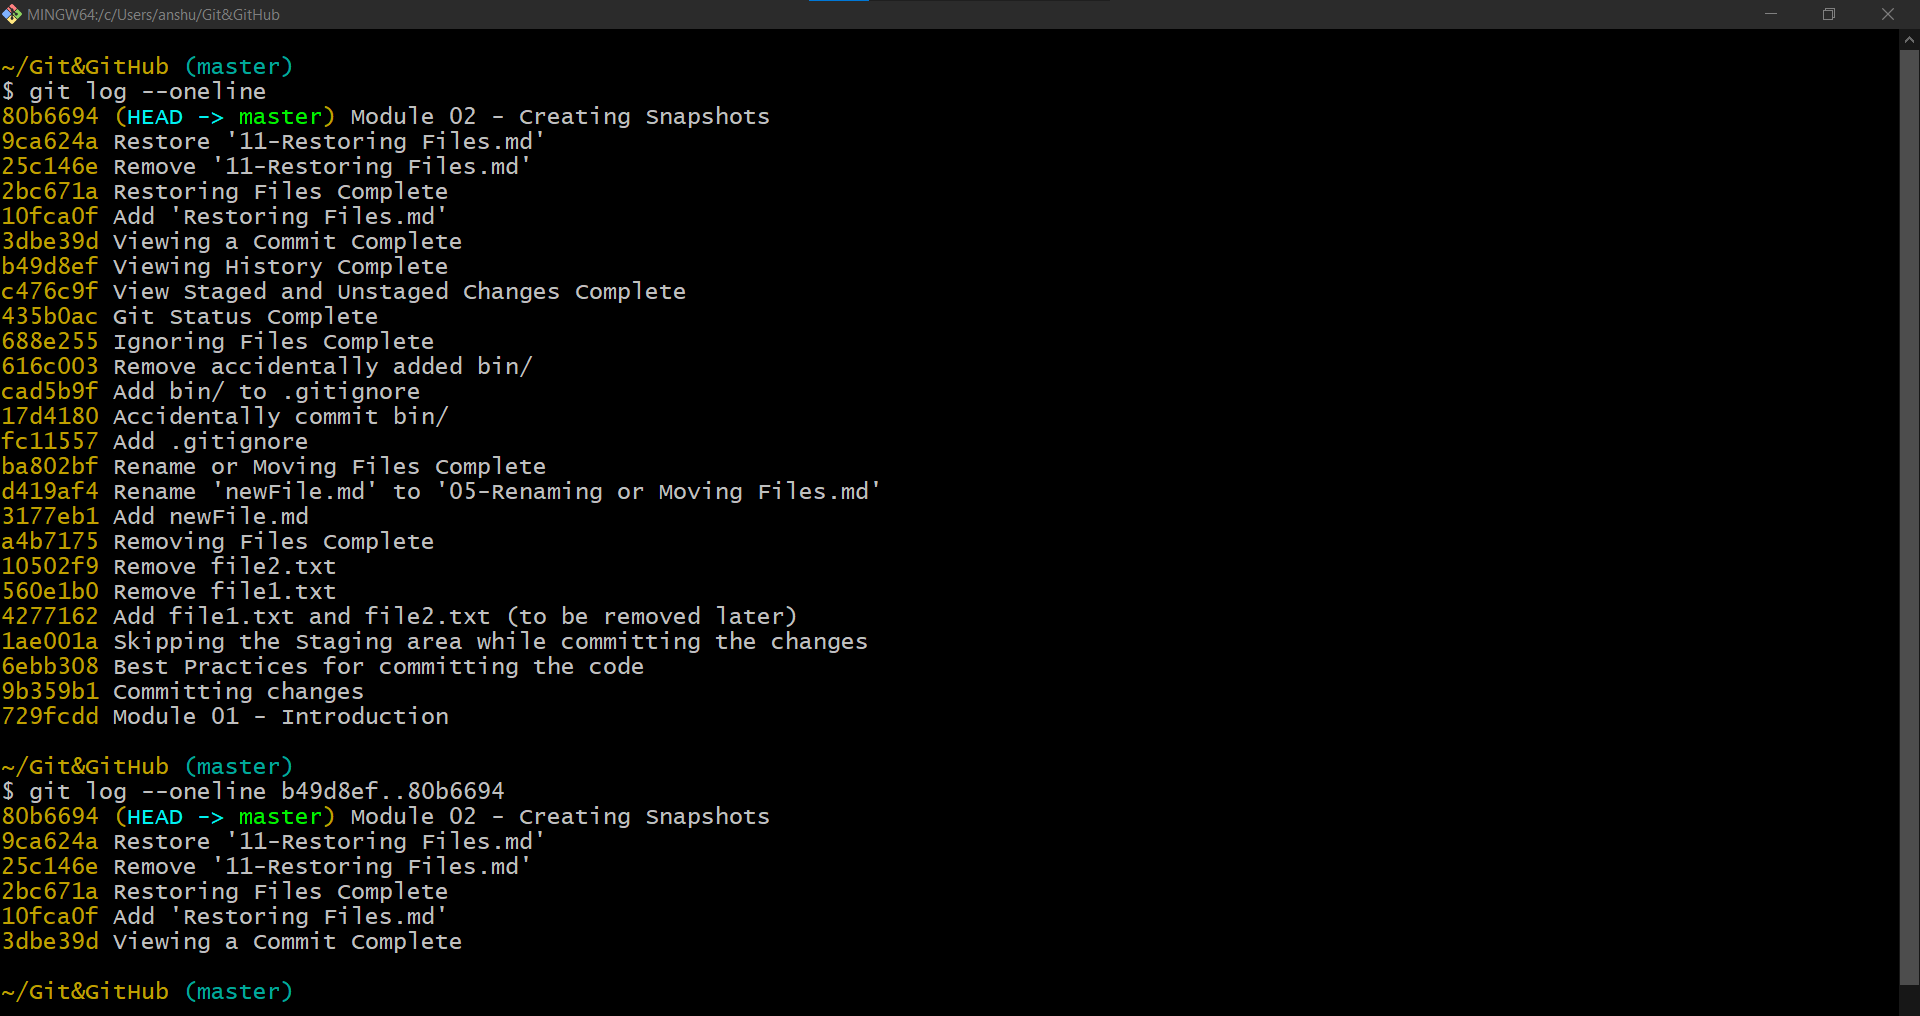 MINGW64:/c/Users/anshu/Git&GitHub
~/Git&GitHub (master)
$ git log --oneline
80b6694 (HEAD -> master) Module 02 - Creating Snapshots
9ca624a Restore '11-Restoring Files.md'
25c146e Remove '11-Restoring Files.md'
2bc671a Restoring Files Complete
10fca0f Add 'Restoring Files.md'
3dbe39d Viewing a Commit Complete
b49d8ef Viewing History Complete
c476c9f View Staged and Unstaged Changes Complete
435b0ac Git Status Complete
688e255 Ignoring Files Complete
616c003 Remove accidentally added bin/
cad5b9f Add bin/ to .gitignore
17d4180 Accidentally commit bin/
fc11557 Add .gitignore
ba802bf Rename or Moving Files Complete
d419af4 Rename 'newFile.md' to '05-Renaming or Moving Files.md'
3177eb1 Add newFile.md
a4b7175 Removing Files Complete
10502f9 Remove file2.txt
560e1b0 Remove file1.txt
4277162 Add file1.txt and file2.txt (to be removed later)
1ae001a Skipping the Staging area while committing the changes
6ebb308 Best Practices for committing the code
9b359b1 Committing changes
729fcdd Module 01 - Introduction
~/Git&GitHub (master)
$ git log --oneline b49d8ef..80b6694
80b6694 (HEAD -> master) Module 02 - Creating Snapshots
9ca624a Restore '11-Restoring Files.md'
25c146e Remove '11-Restoring Files.md'
2bc671a Restoring Files Complete
10fca0f Add 'Restoring Files.md'
3dbe39d Viewing a Commit Complete
~/Git&GitHub (master)